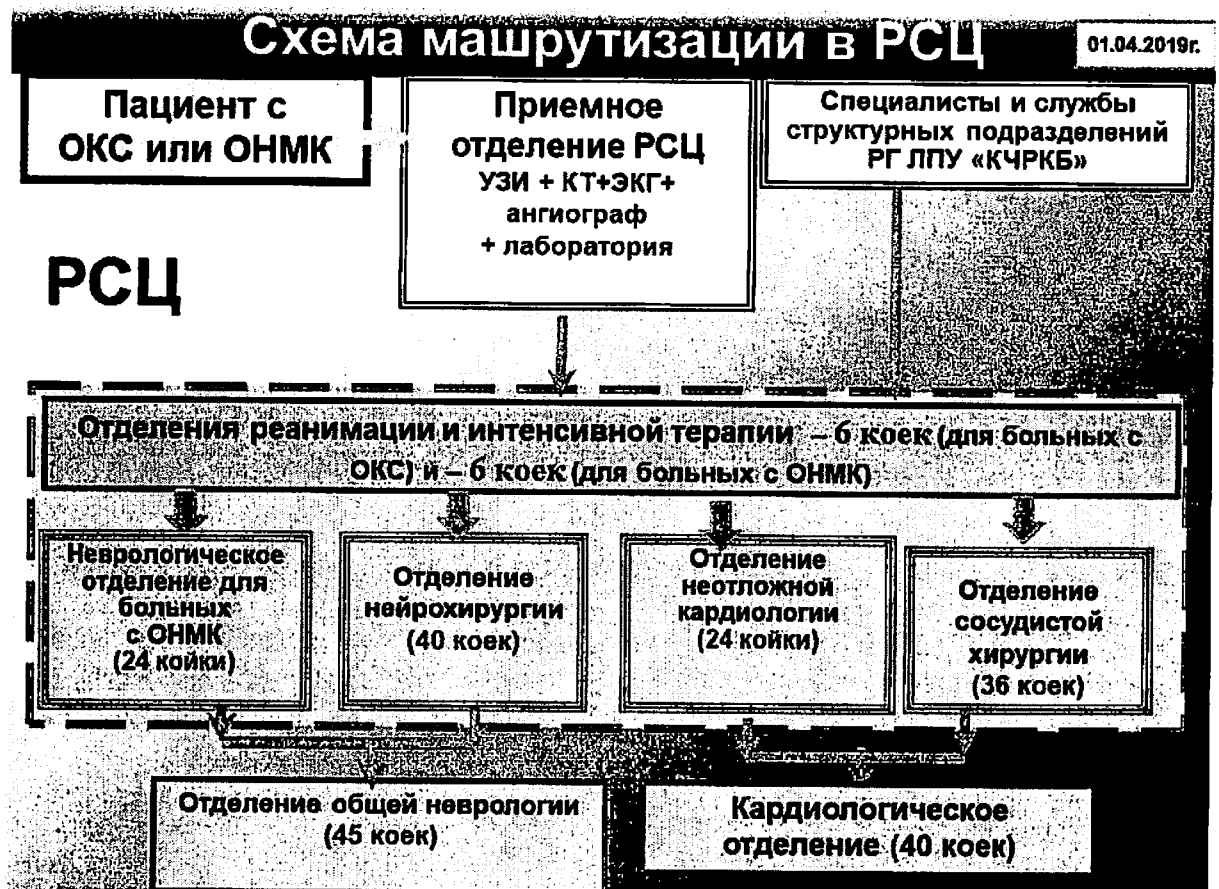 Схема машрутизации в РСЦ
01.04.2019г.
Пациент с
ОКС или ОНМК
Приемное
отделение РСЦ
УЗИ + КТ+ЭКГ+
ангиограф
+ лаборатория
Специалисты и службы
структурных подразделений
РГ ЛПУ «КЧРКБ»
РСЦ
Отделения реанимации и интенсивной терапии – 6 коек (для больных с
ОКС) и – 6 коек (для больных с ОНМК)
Неврологическое
отделение для
больных
с ОНМК
(24 койки)
Отделение
нейрохирургии
(40 коек)
Отделение
неотложной
кардиологии
(24 койки)
Отделение
сосудистой
хирургии
(36 коек)
Отделение общей неврологии
(45 коек)
Кардиологическое
отделение (40 коек)